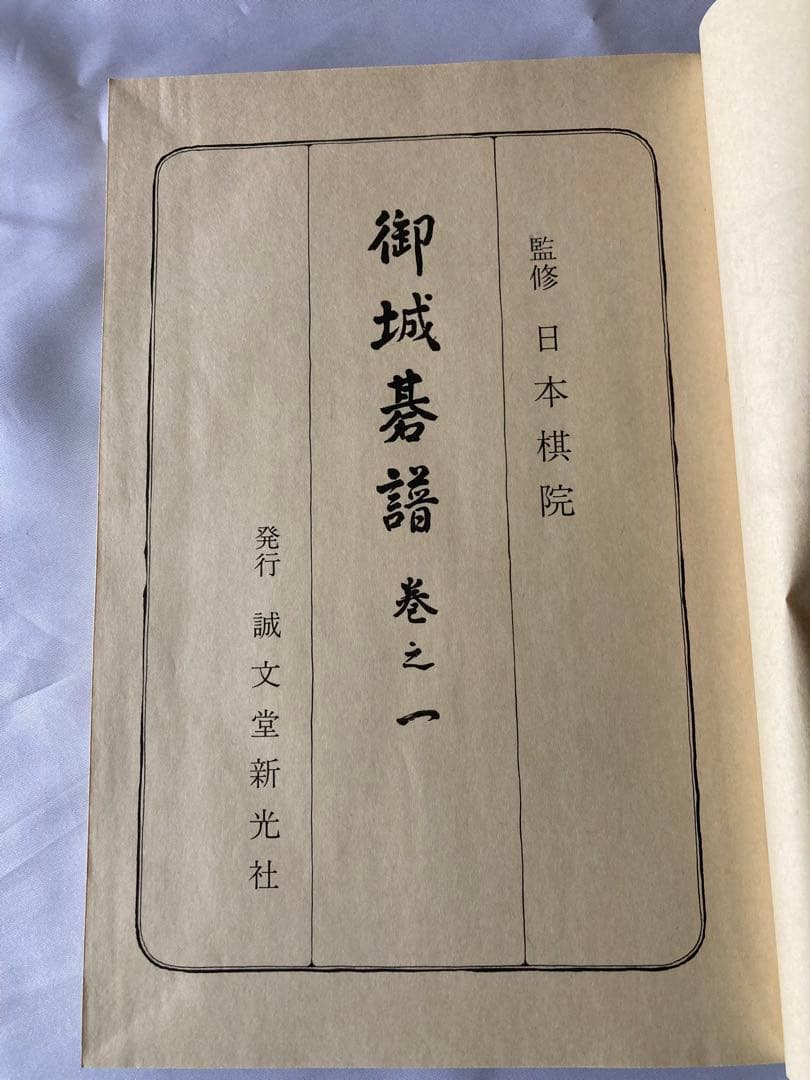 監修 日本棋院
御城碁譜 巻之一
発行 誠文堂新光社